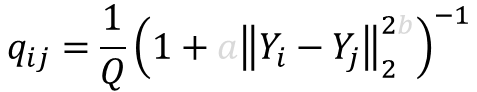 q_{ij} = \frac{1}{Q} \left( 1 + a \left\| Y_i - Y_j \right\|_2^{2b} \right)^{-1}